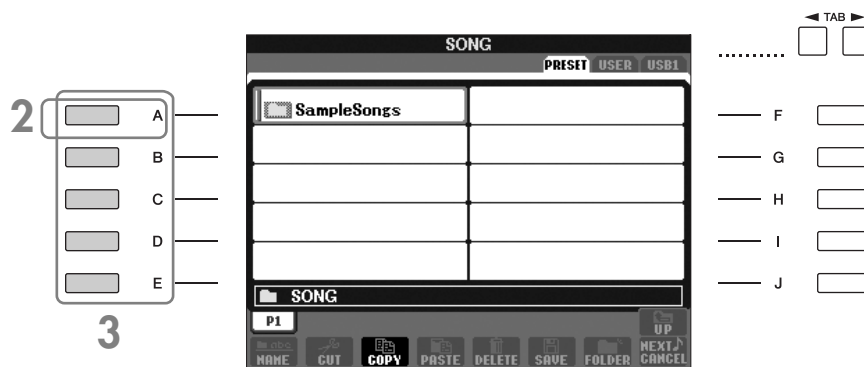 ◄ TAB ►
SONG
PRESET USER USB1
2
A
B
C
D
E
3
SampleSongs
F
G
H
I
J
SONG
P1
UP
NAME CUT COPY PASTE DELETE SAVE FOLDER NEXT♪ CANCEL
abc